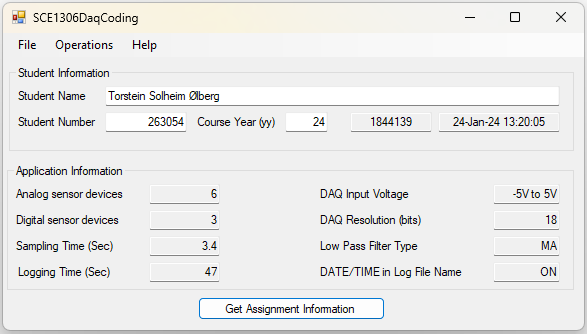 SCE1306DaqCoding
File Operations Help
Student Information
Student Name Torstein Solheim Ølberg
Student Number 263054 Course Year (yy) 24 1844139 24-Jan-24 13:20:05
Application Information
Analog sensor devices 6 DAQ Input Voltage -5V to 5V
Digital sensor devices 3 DAQ Resolution (bits) 18
Sampling Time (Sec) 3.4 Low Pass Filter Type MA
Logging Time (Sec) 47 DATE/TIME in Log File Name ON
Get Assignment Information